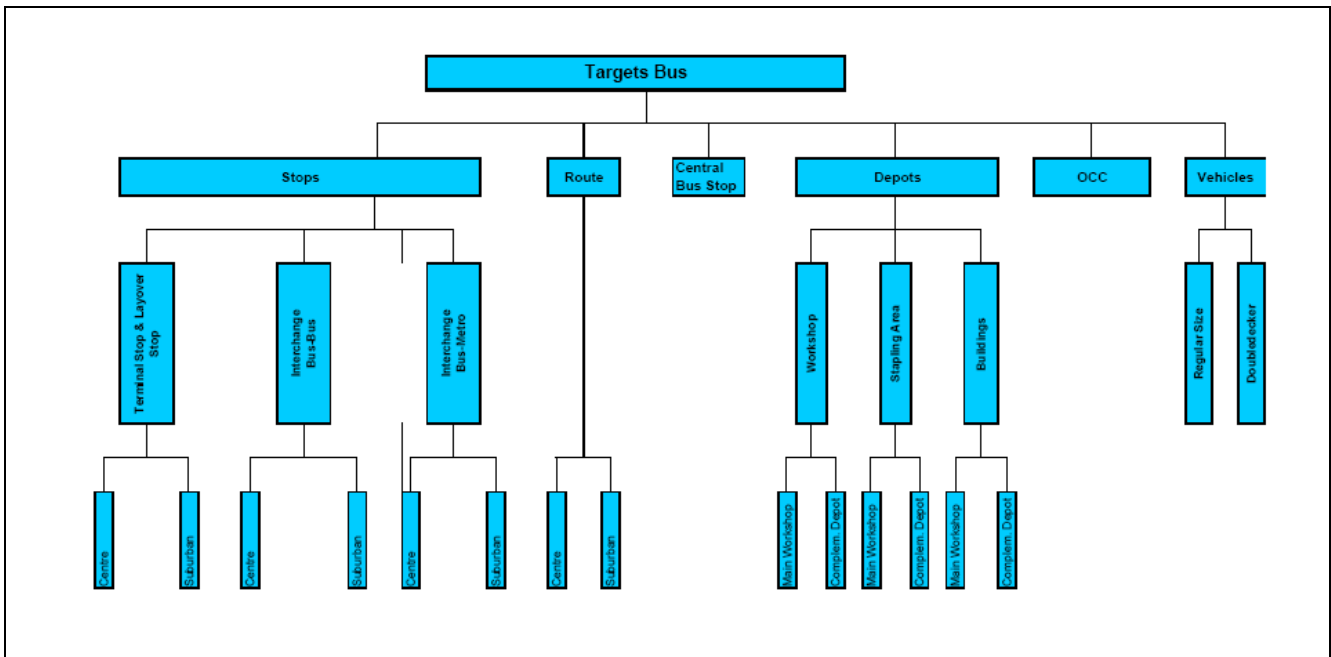 Targets Bus
Stops
Route
Central
Bus Stop
Depots
OCC
Vehicles
Terminal Stop & Layover
Stop
Interchange
Bus-Bus
Interchange
Bus-Metro
Workshop
Stapling Area
Buildings
Regular Size
Doubledecker
Centre
Suburban
Centre
Suburban
Centre
Suburban
Centre
Suburban
Main Workshop
Complem. Depot
Main Workshop
Complem. Depot
Main Workshop
Complem. Depot